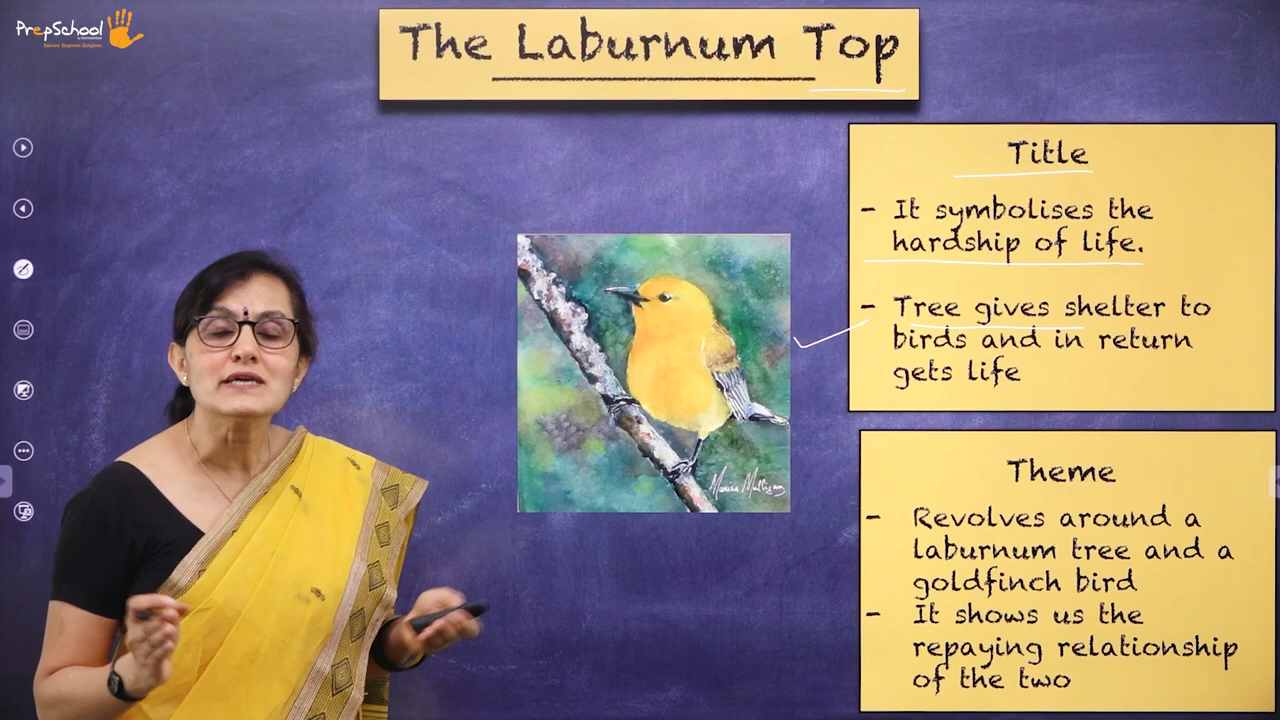 PrepSchool
The Laburnum Top
Title
- It symbolises the
hardship of life.
- Tree gives shelter to
birds and in return
gets life
Theme
- Revolves around a
laburnum tree and a
goldfinch bird
- It shows us the
repaying relationship
of the two